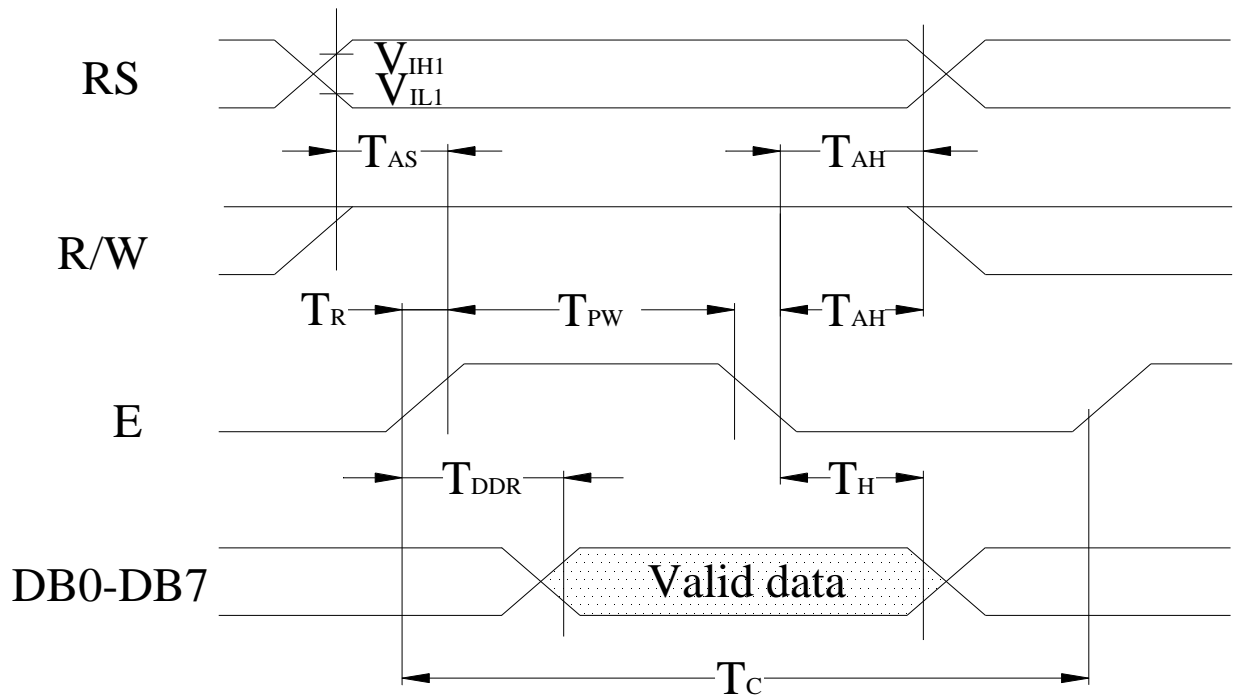 RS
VIH1
VIL1
TAS
TAH
R/W
TR
TPW
TAH
E
TDDR
TH
DB0-DB7
Valid data
TC